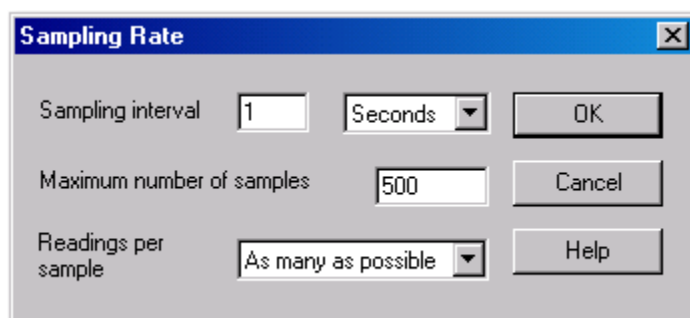 Sampling Rate
Sampling interval 1 Seconds OK
Maximum number of samples 500 Cancel
Readings per
sample As many as possible Help